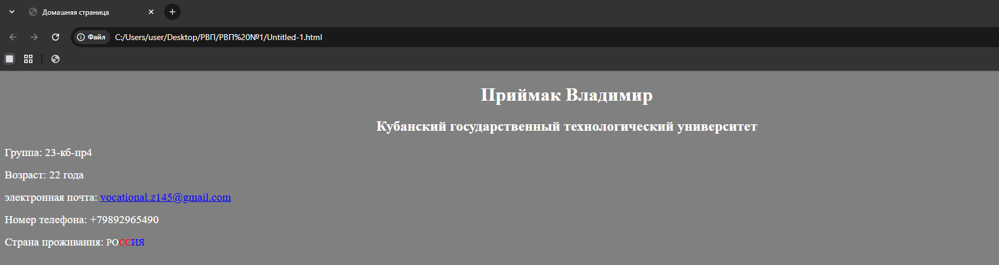 Домашняя страница
Файл C:/Users/user/Desktop/РВП/РВП%20№1/Untitled-1.html
Приймак Владимир
Кубанский государственный технологический университет
Группа: 23-кб-пр4
Возраст: 22 года
электронная почта: vocational.z145@gmail.com
Номер телефона: +79892965490
Страна проживания: РОССИЯ